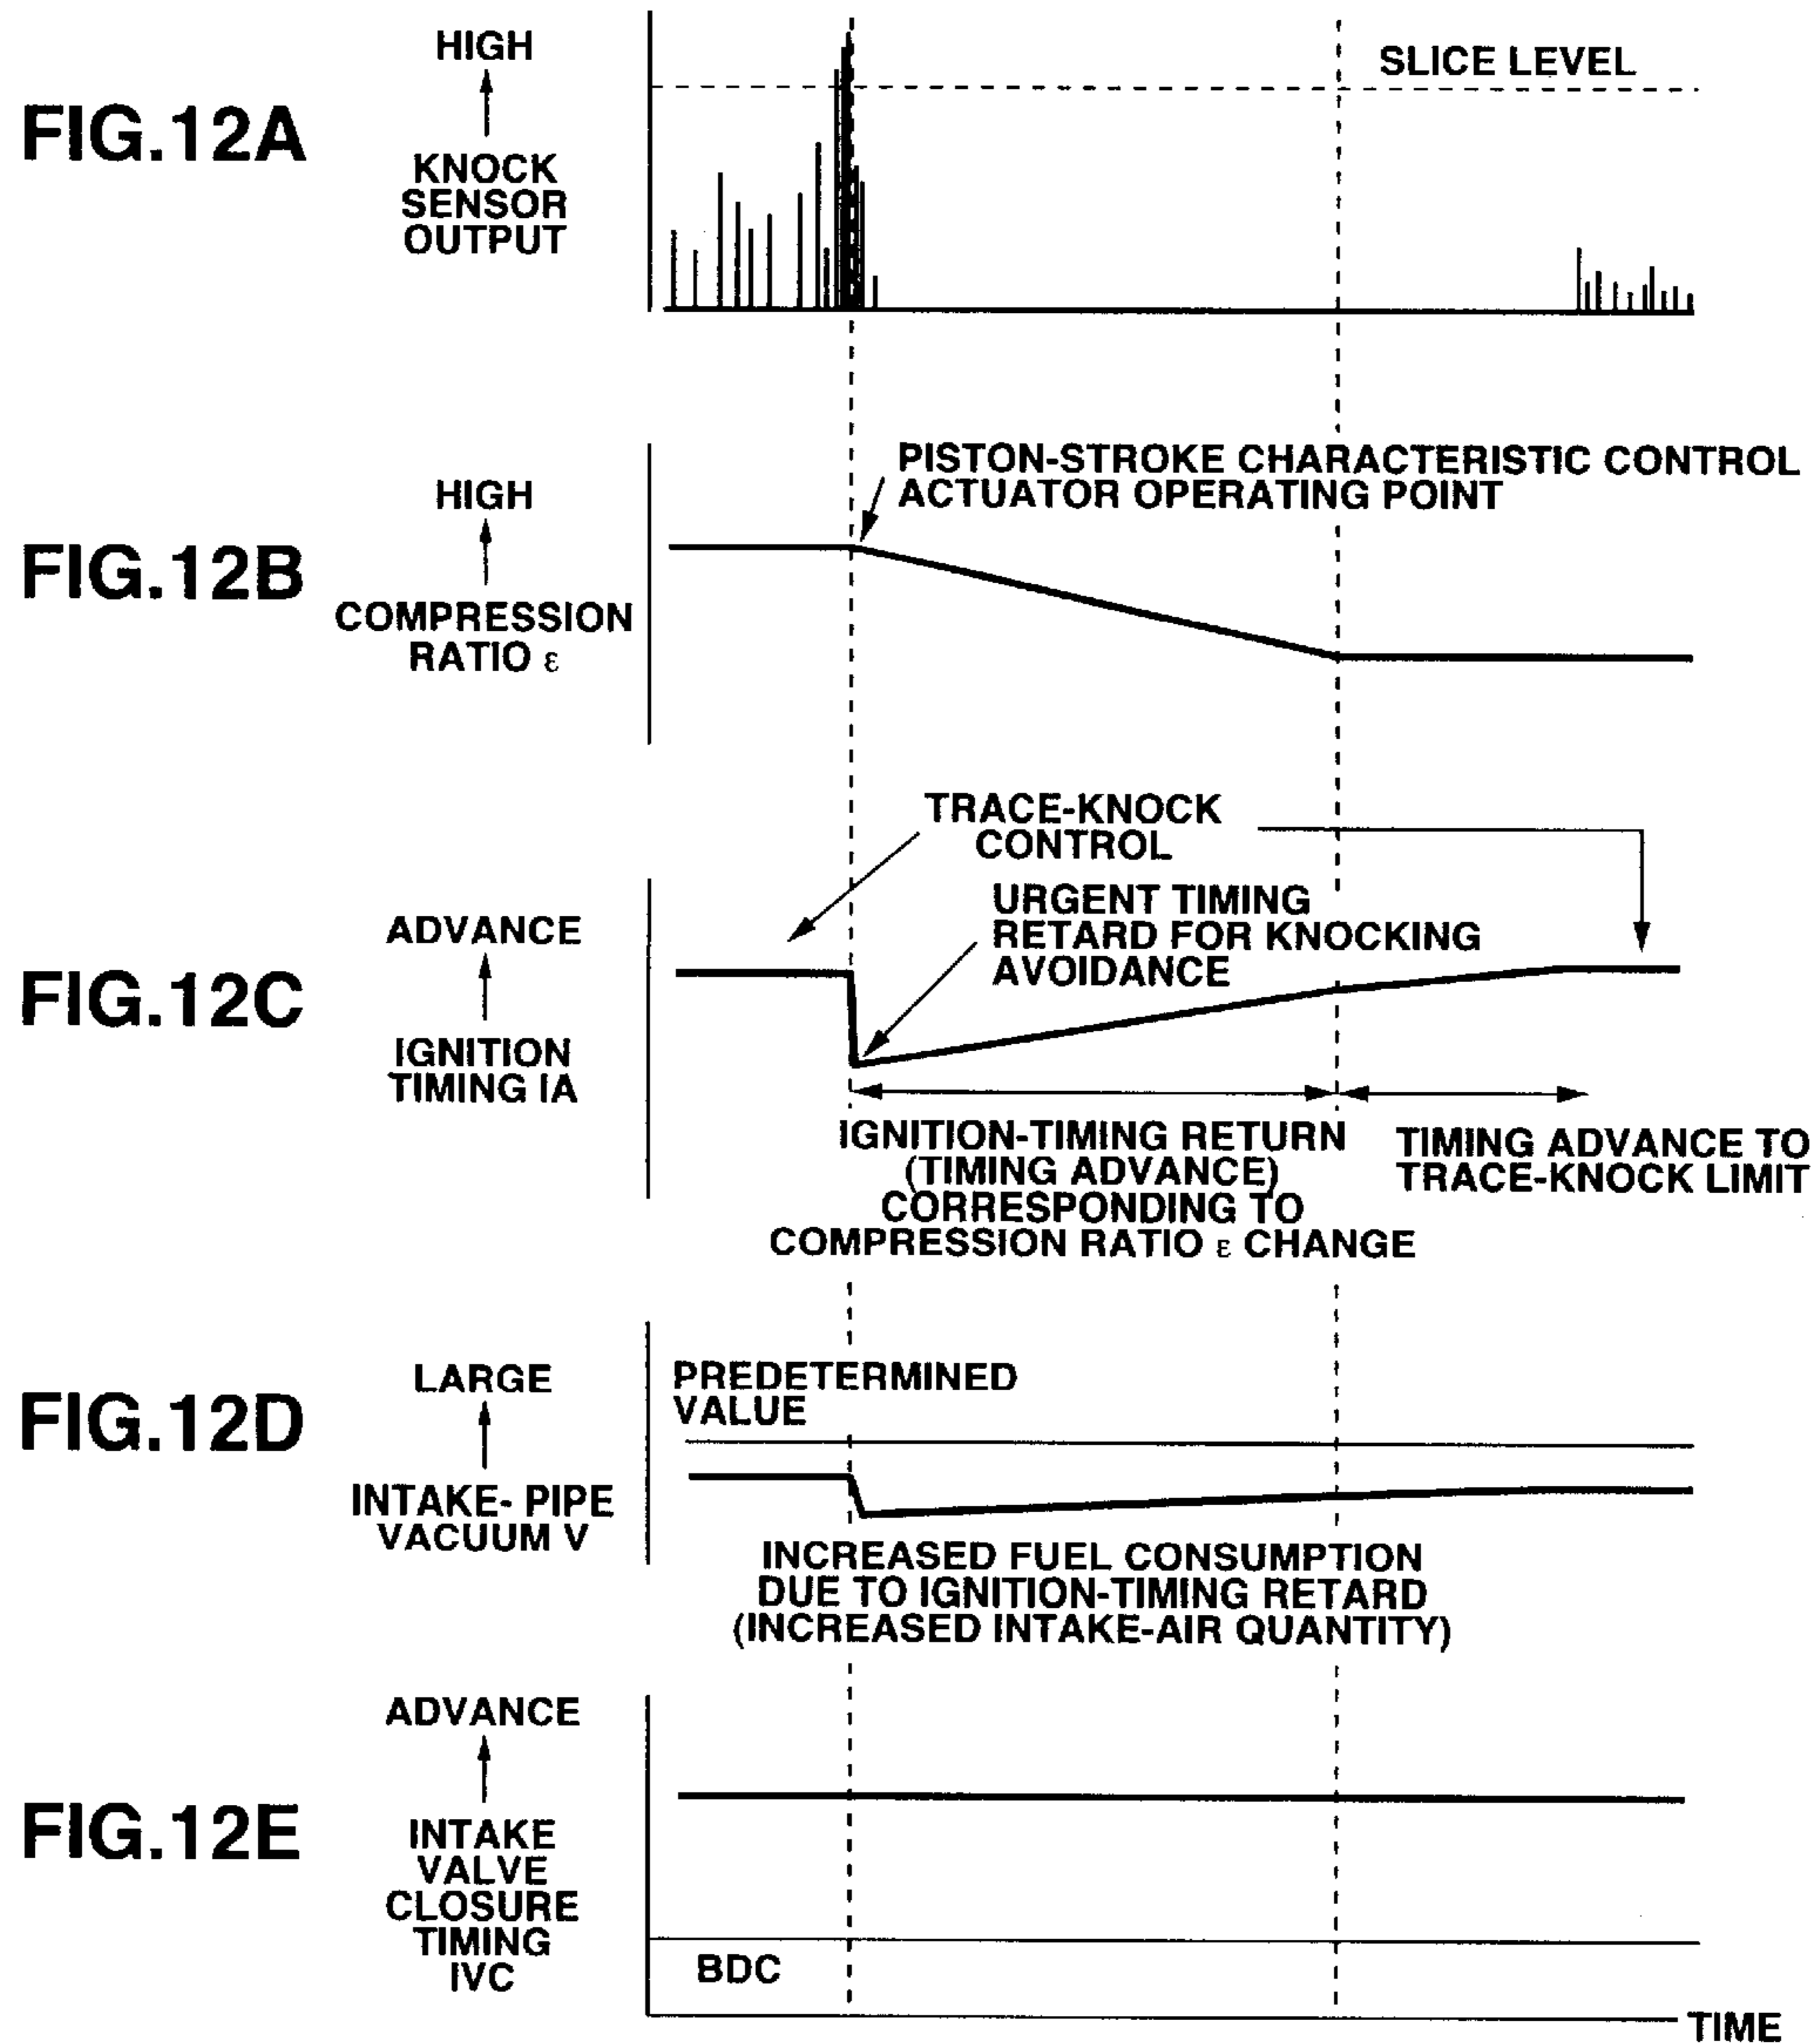 FIG.12A
HIGH
KNOCK
SENSOR
OUTPUT
SLICE LEVEL
FIG.12B
HIGH
COMPRESSION
RATIO ε
PISTON-STROKE CHARACTERISTIC CONTROL
ACTUATOR OPERATING POINT
FIG.12C
ADVANCE
IGNITION
TIMING IA
TRACE-KNOCK
CONTROL
URGENT TIMING
RETARD FOR KNOCKING
AVOIDANCE
IGNITION-TIMING RETURN
(TIMING ADVANCE)
CORRESPONDING TO
COMPRESSION RATIO ε CHANGE
TIMING ADVANCE TO
TRACE-KNOCK LIMIT
FIG.12D
LARGE
INTAKE- PIPE
VACUUM V
PREDETERMINED
VALUE
INCREASED FUEL CONSUMPTION
DUE TO IGNITION-TIMING RETARD
(INCREASED INTAKE-AIR QUANTITY)
FIG.12E
ADVANCE
INTAKE
VALVE
CLOSURE
TIMING
IVC
BDC
TIME